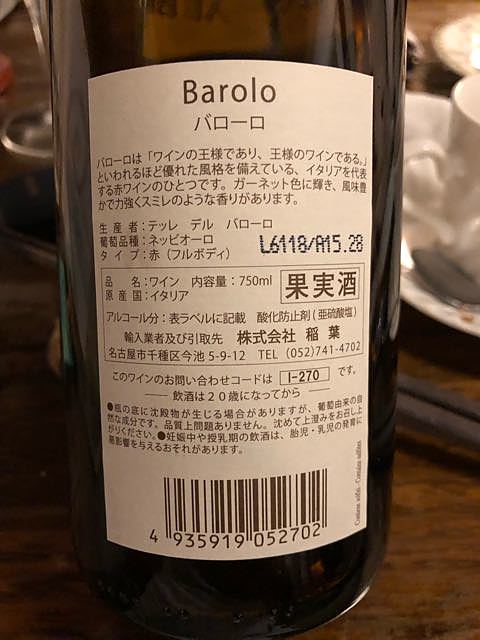 Barolo
バローロ
バローロは「ワインの王様であり、王様のワインである。」
といわれるほど優れた風格を備えている、イタリアを代表
する赤ワインのひとつです。ガーネット色に輝き、風味豊
かで力強くスミレのような香りがあります。
生 産 者：テッレ デル バローロ
葡萄品種：ネッビオーロ
タ イ プ：赤（フルボディ）
L6118/A15.28
品 名：ワイン 内容量：750ml
原 産 国：イタリア
果実酒
アルコール分：表ラベルに記載 酸化防止剤(亜硫酸塩)
輸入業者及び引取先 株式会社 稲葉
名古屋市千種区今池 5-9-12 TEL (052)741-4702
このワインのお問い合わせコードは I-270 です。
飲酒は２０歳になってから
●瓶の底に沈殿物が生じる場合がありますが、葡萄由来の自
然な成分です。品質上問題ありません。沈めて上澄みをお召し上
がりください。●妊娠中や授乳期の飲酒は、胎児・乳児の発育に
悪影響を与えるおそれがあります。
4 935919 052702